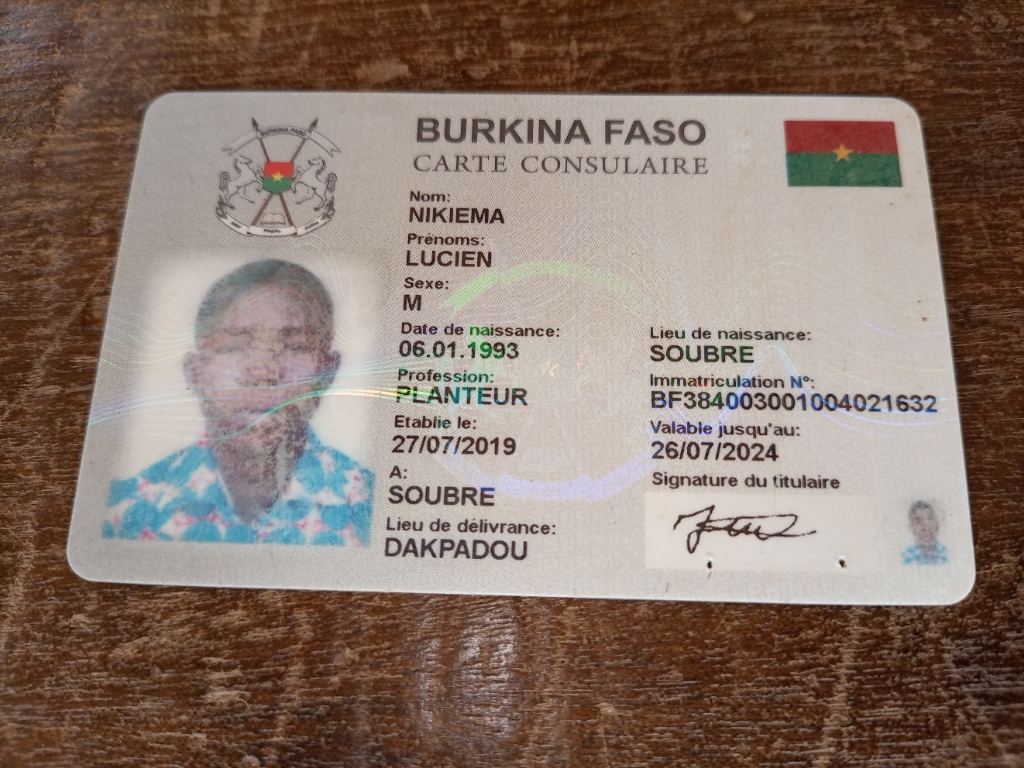 BURKINA FASO
BURKINA FASO
CARTE CONSULAIRE
Nom:
NIKIEMA
Prénoms:
LUCIEN
Sexe:
M
Date de naissance:
06.01.1993
Lieu de naissance:
SOUBRE
Profession:
PLANTEUR
Immatriculation N°:
BF384003001004021632
Etablie le:
27/07/2019
Valable jusqu'au:
26/07/2024
A:
SOUBRE
Signature du titulaire
Lieu de délivrance:
DAKPADOU